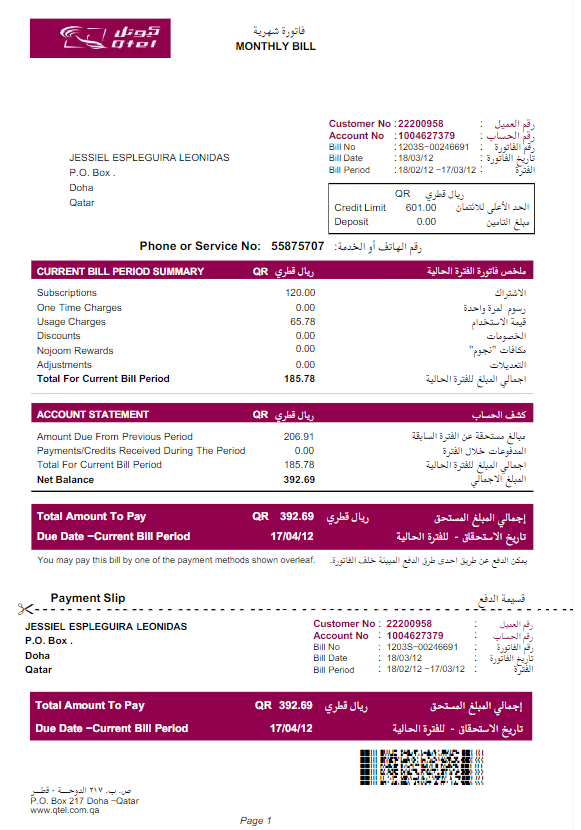 كيوتل
Qtel
فاتورة شهرية
MONTHLY BILL
Customer No : 22200958 : رقم العميل
Account No : 1004627379 : رقم الحساب
Bill No : 1203S-00246691 : رقم الفاتورة
Bill Date : 18/03/12 : تاريخ الفاتورة
Bill Period : 18/02/12 -17/03/12 : الفترة
JESSIEL ESPLEGUIRA LEONIDAS
P.O. Box .
Doha
Qatar
QR ريال قطري
Credit Limit 601.00 الحد الأعلى للائتمان
Deposit 0.00 مبلغ التامين
Phone or Service No: 55875707 رقم الهاتف أو الخدمة:
CURRENT BILL PERIOD SUMMARY QR ريال قطري ملخص فاتورة الفترة الحالية
Subscriptions 120.00 الاشتراك
One Time Charges 0.00 رسوم لمرة واحدة
Usage Charges 65.78 قيمة الاستخدام
Discounts 0.00 الخصومات
Nojoom Rewards 0.00 مكافات "نجوم"
Adjustments 0.00 التعديلات
Total For Current Bill Period 185.78 اجمالي المبلغ للفترة الحالية
ACCOUNT STATEMENT QR ريال قطري كشف الحساب
Amount Due From Previous Period 206.91 مبالغ مستحقة عن الفترة السابقة
Payments/Credits Received During The Period 0.00 المدفوعات خلال الفترة
Total For Current Bill Period 185.78 اجمالي المبلغ للفترة الحالية
Net Balance 392.69 المبلغ الاجمالي
Total Amount To Pay QR 392.69 ريال قطري إجمالي المبلغ المستحق
Due Date -Current Bill Period 17/04/12 تاريخ الاستحقاق - للفترة الحالية
You may pay this bill by one of the payment methods shown overleaf. يمكن الدفع عن طريق احدى طرق الدفع المبينة خلف الفاتورة.
Payment Slip قسيمة الدفع
JESSIEL ESPLEGUIRA LEONIDAS
P.O. Box .
Doha
Qatar
Customer No : 22200958 : رقم العميل
Account No : 1004627379 : رقم الحساب
Bill No : 1203S-00246691 : رقم الفاتورة
Bill Date : 18/03/12 : تاريخ الفاتورة
Bill Period : 18/02/12 -17/03/12 : الفترة
Total Amount To Pay QR 392.69 ريال قطري إجمالي المبلغ المستحق
Due Date -Current Bill Period 17/04/12 تاريخ الاستحقاق - للفترة الحالية
ص. ب. ٢١٧ الدوحة - قطر
P.O. Box 217 Doha -Qatar
www.qtel.com.qa
Page 1